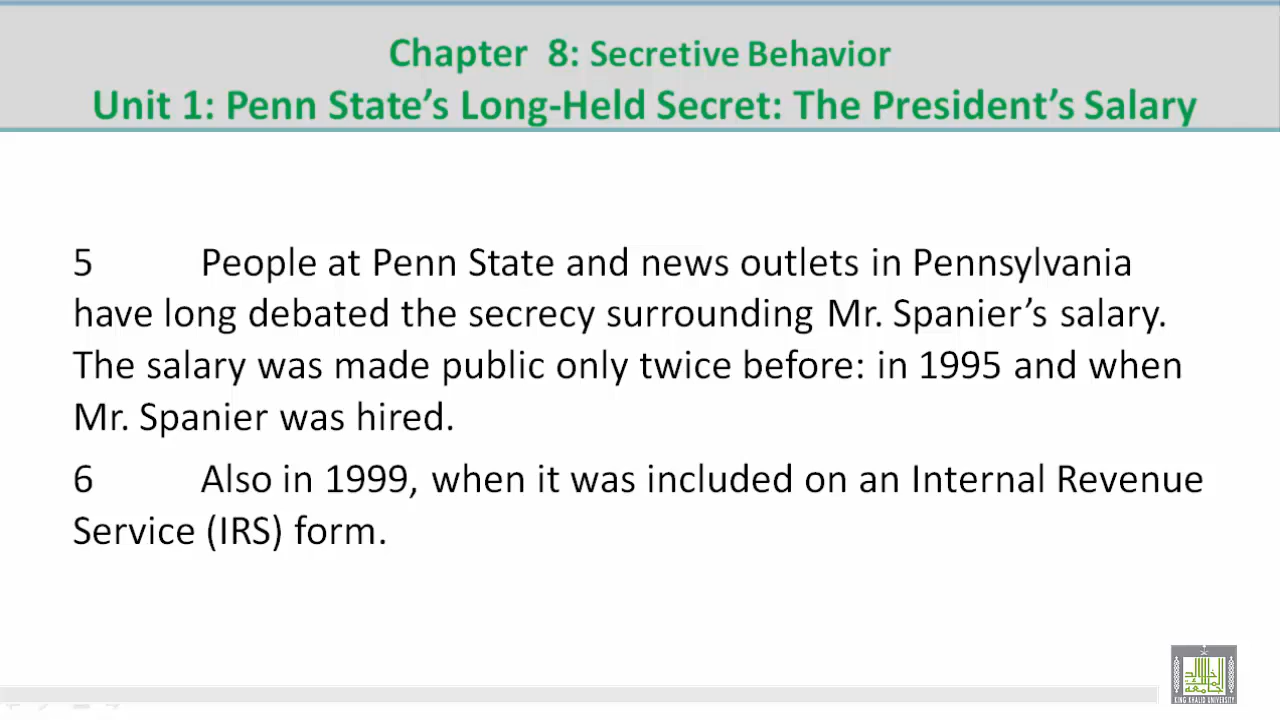 Chapter 8: Secretive Behavior
Unit 1: Penn State’s Long-Held Secret: The President’s Salary
5 People at Penn State and news outlets in Pennsylvania
have long debated the secrecy surrounding Mr. Spanier’s salary.
The salary was made public only twice before: in 1995 and when
Mr. Spanier was hired.
6 Also in 1999, when it was included on an Internal Revenue
Service (IRS) form.
KING KHALID UNIVERSITY